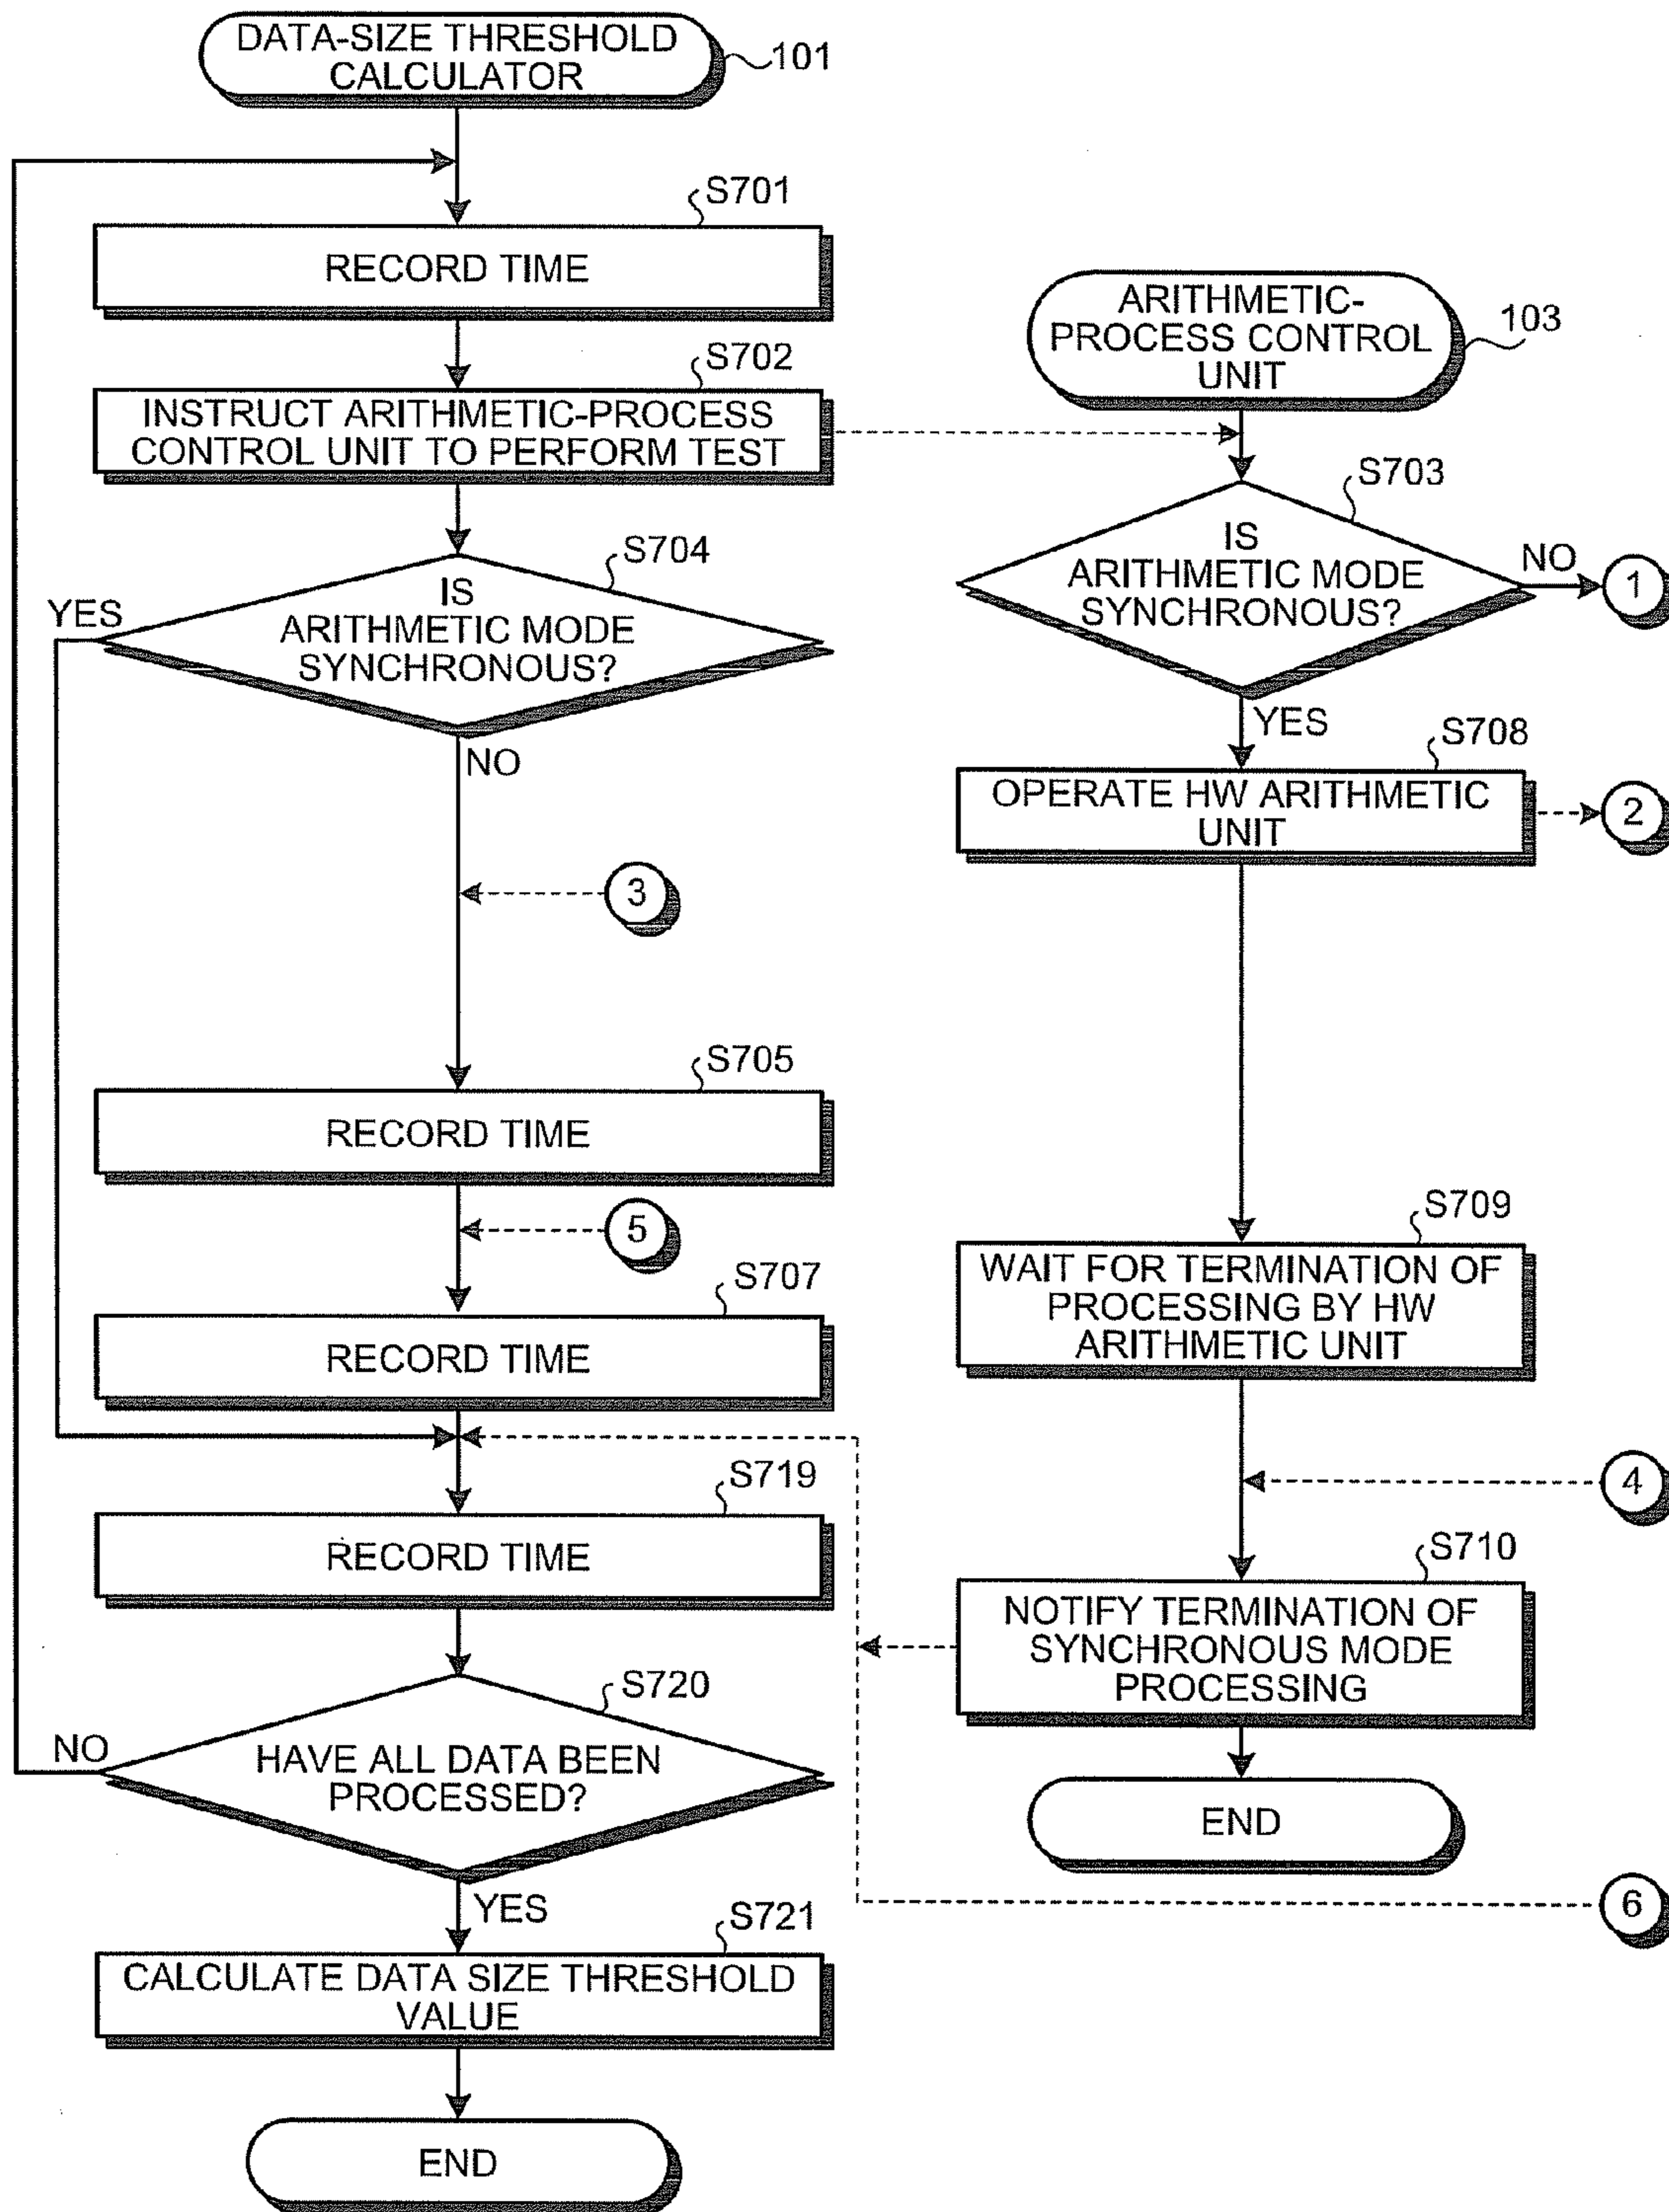 DATA-SIZE THRESHOLD
CALCULATOR
101
S701
RECORD TIME
S702
INSTRUCT ARITHMETIC-PROCESS
CONTROL UNIT TO PERFORM TEST
S704
IS
ARITHMETIC MODE
SYNCHRONOUS?
YES
NO
3
S705
RECORD TIME
5
S707
RECORD TIME
S719
RECORD TIME
S720
HAVE ALL DATA BEEN
PROCESSED?
NO
YES
S721
CALCULATE DATA SIZE THRESHOLD
VALUE
END
ARITHMETIC-
PROCESS CONTROL
UNIT
103
S703
IS
ARITHMETIC MODE
SYNCHRONOUS?
NO
1
YES
S708
OPERATE HW ARITHMETIC
UNIT
2
S709
WAIT FOR TERMINATION OF
PROCESSING BY HW
ARITHMETIC UNIT
4
S710
NOTIFY TERMINATION OF
SYNCHRONOUS MODE
PROCESSING
END
6